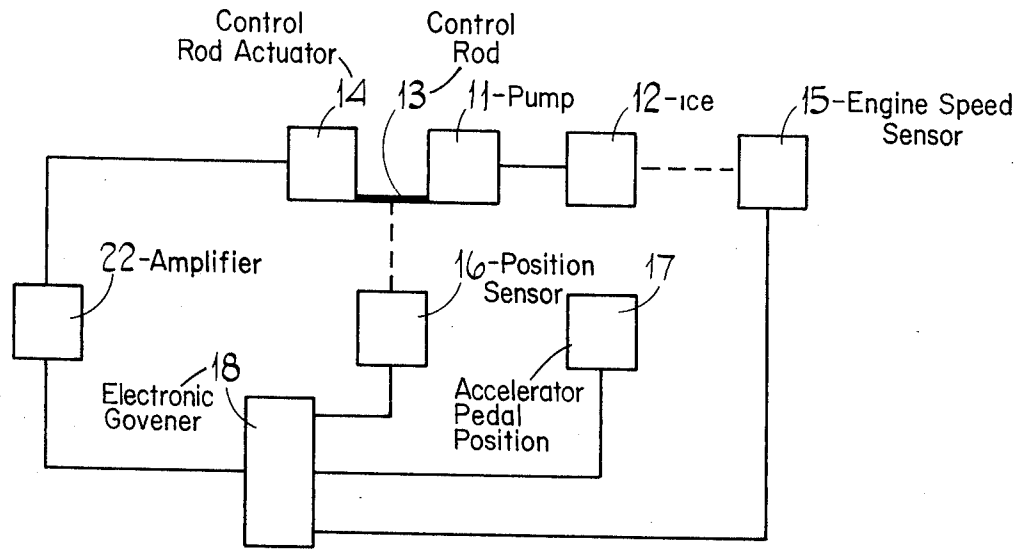 Control
Rod Actuator
Control
Rod
14
13
11-Pump
12-ice
15-Engine Speed
Sensor
22-Amplifier
16-Position
Sensor
17
18
Electronic
Govener
Accelerator
Pedal
Position